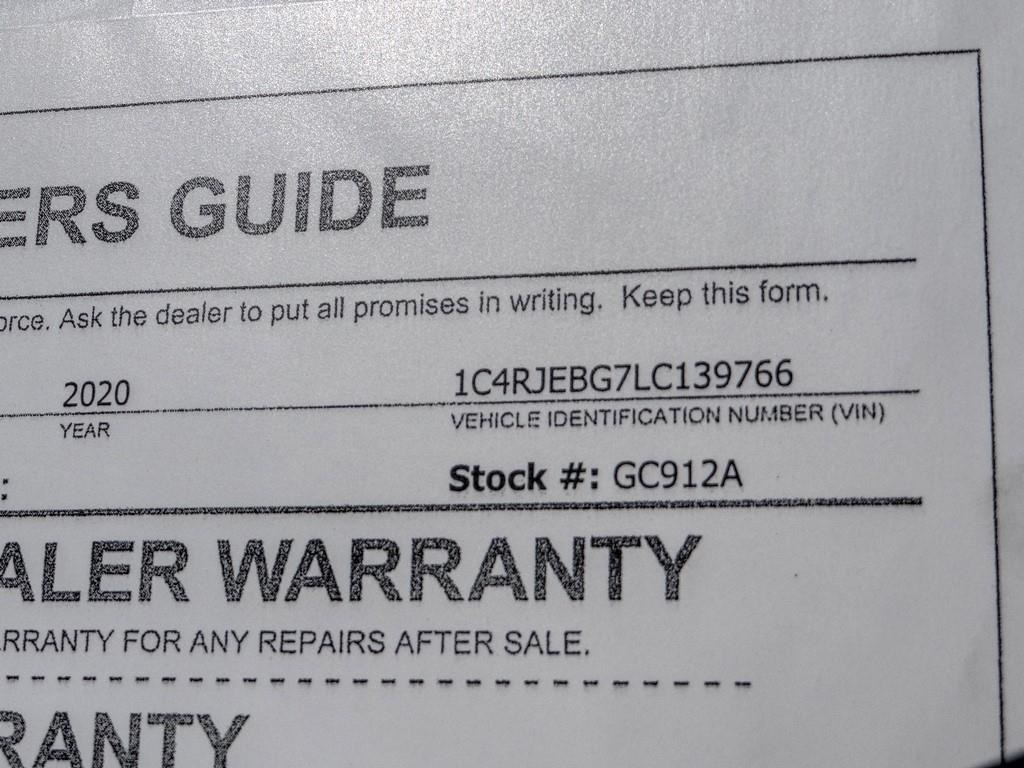 ERS GUIDE
orce. Ask the dealer to put all promises in writing. Keep this form.
2020 1C4RJEBG7LC139766
YEAR VEHICLE IDENTIFICATION NUMBER (VIN)
: Stock #: GC912A
ALER WARRANTY
RRANTY FOR ANY REPAIRS AFTER SALE.
RANTY